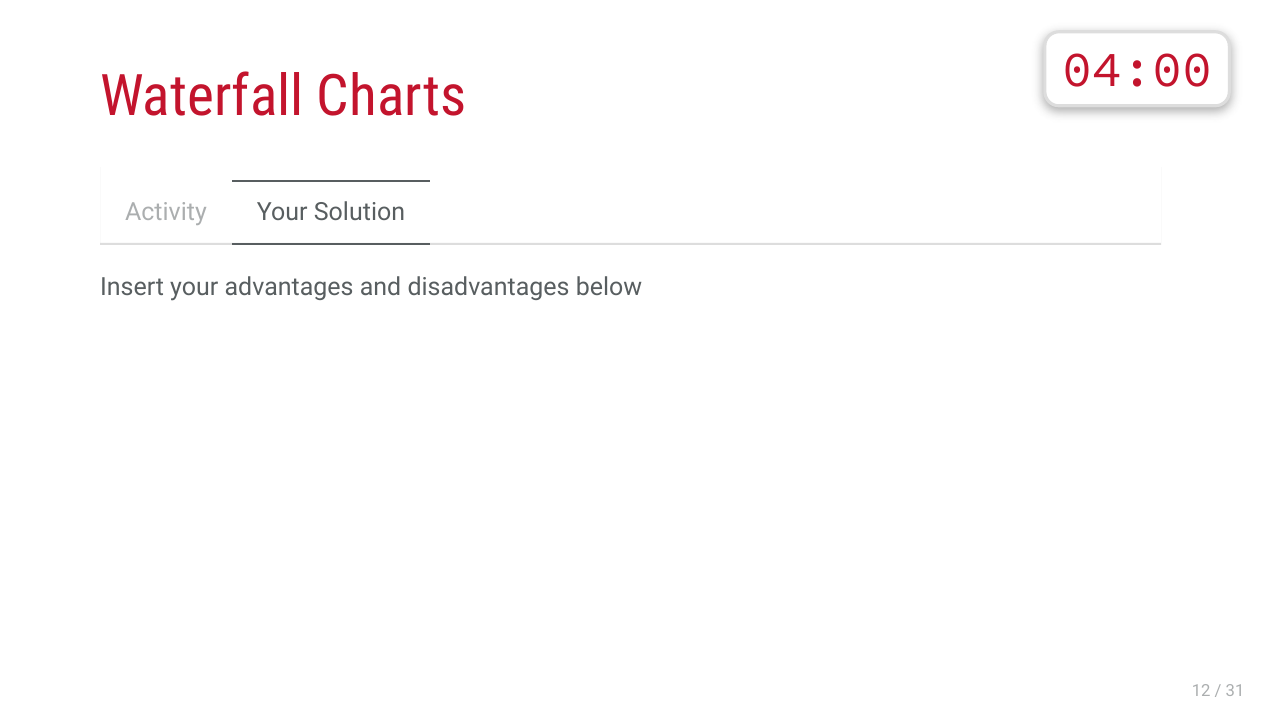 Waterfall Charts
04:00
Activity
Your Solution
Insert your advantages and disadvantages below
12 / 31